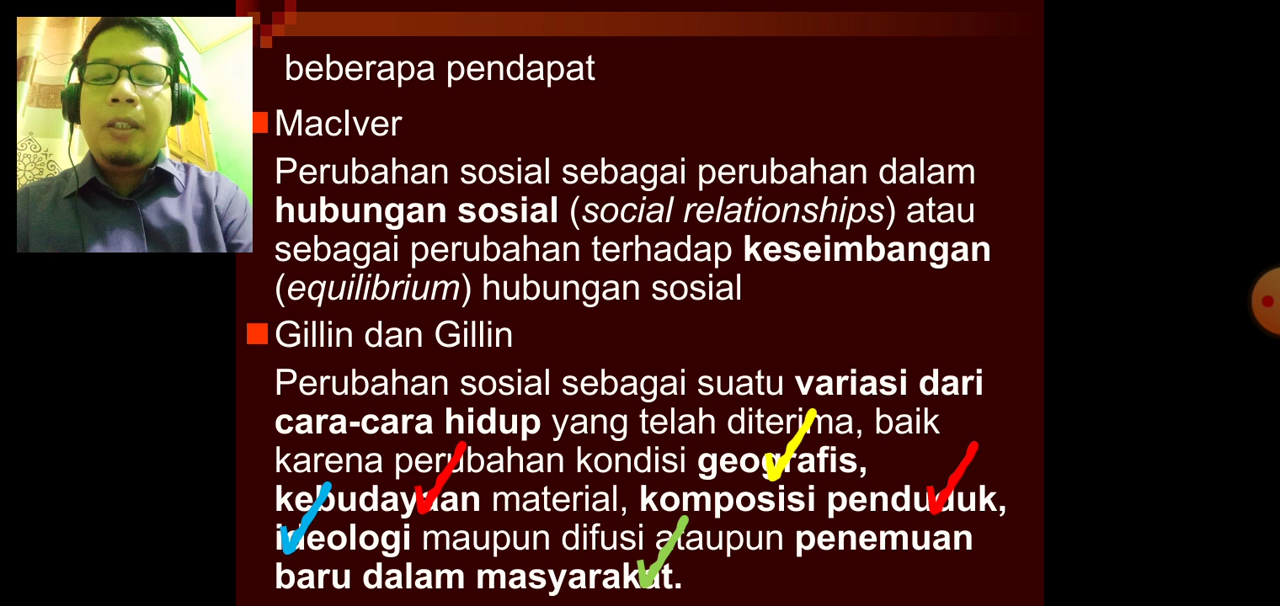 beberapa pendapat
MacIver
Perubahan sosial sebagai perubahan dalam
hubungan sosial (social relationships) atau
sebagai perubahan terhadap keseimbangan
(equilibrium) hubungan sosial
Gillin dan Gillin
Perubahan sosial sebagai suatu variasi dari
cara-cara hidup yang telah diterima, baik
karena perubahan kondisi geografis,
kebudayaan material, komposisi penduduk,
ideologi maupun difusi ataupun penemuan
baru dalam masyarakat.